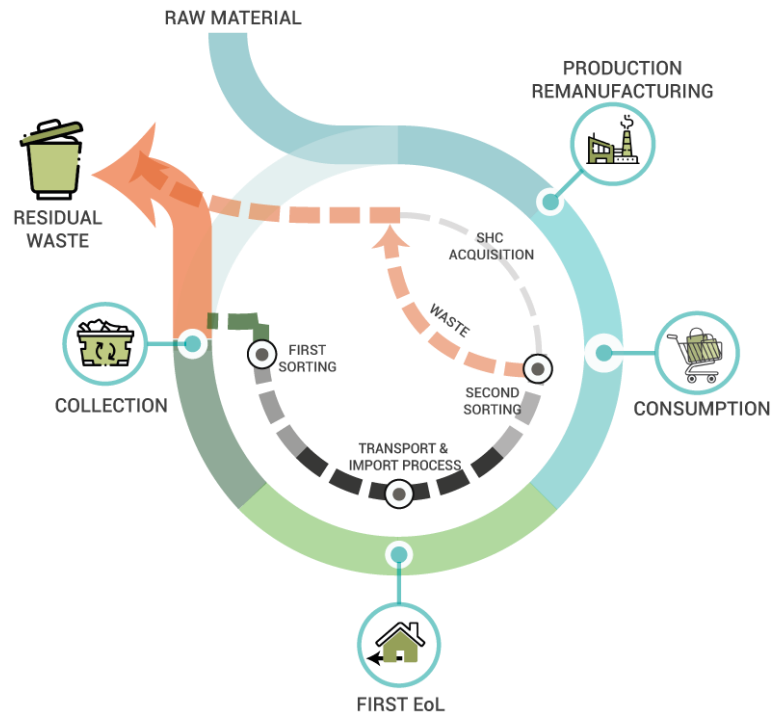 RAW MATERIAL
PRODUCTION
REMANUFACTURING
RESIDUAL
WASTE
SHC
ACQUISITION
WASTE
FIRST
SORTING
SECOND
SORTING
COLLECTION
CONSUMPTION
TRANSPORT &
IMPORT PROCESS
FIRST EoL